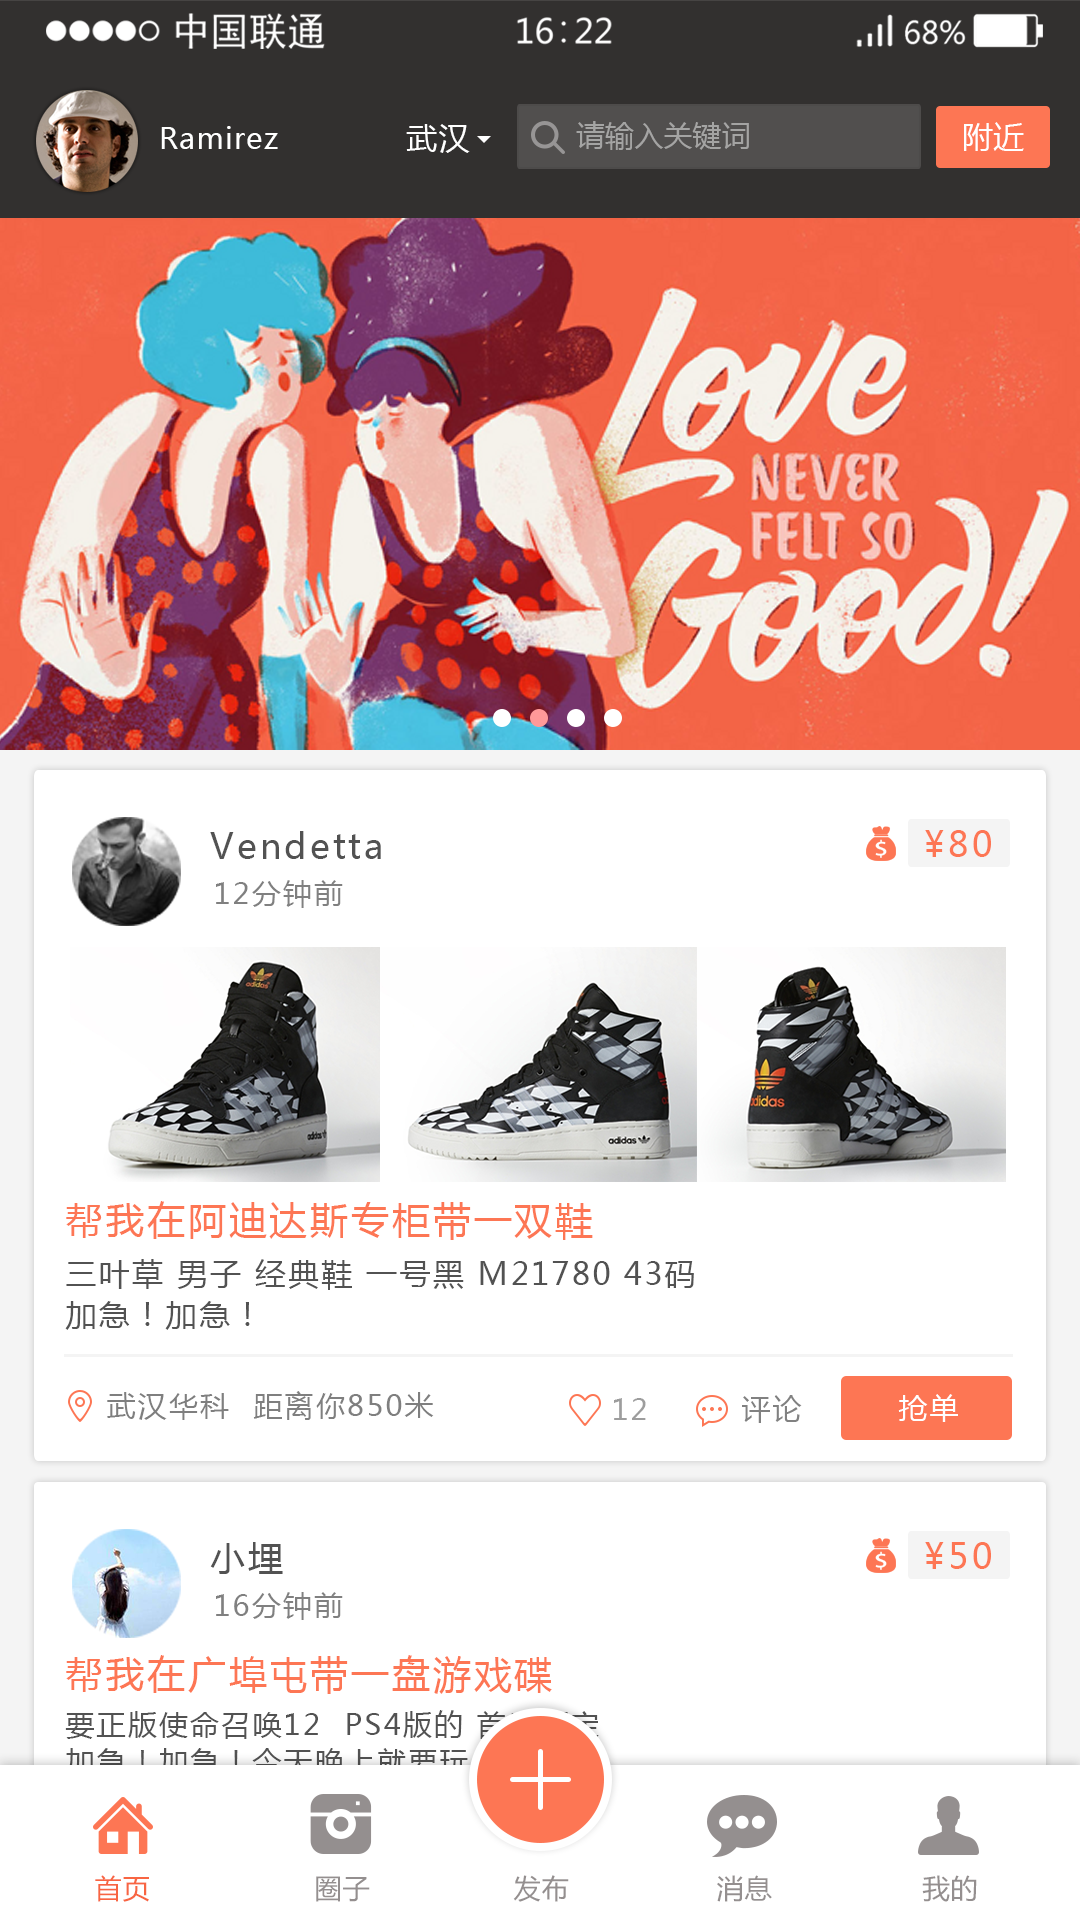 中国联通 16:22 68%
Ramirez 武汉 请输入关键词 附近
Love
NEVER
FELT SO
Good!
Vendetta ¥80
12分钟前
adidas adidas adidas
adidas
帮我在阿迪达斯专柜带一双鞋
三叶草 男子 经典鞋 一号黑 M21780 43码
加急！加急！
武汉华科 距离你850米 12 评论 抢单
小埋 ¥50
16分钟前
帮我在广埠屯带一盘游戏碟
要正版使命召唤12 PS4版的 首
加急！加急！今天晚上就要玩
首页 圈子 发布 消息 我的